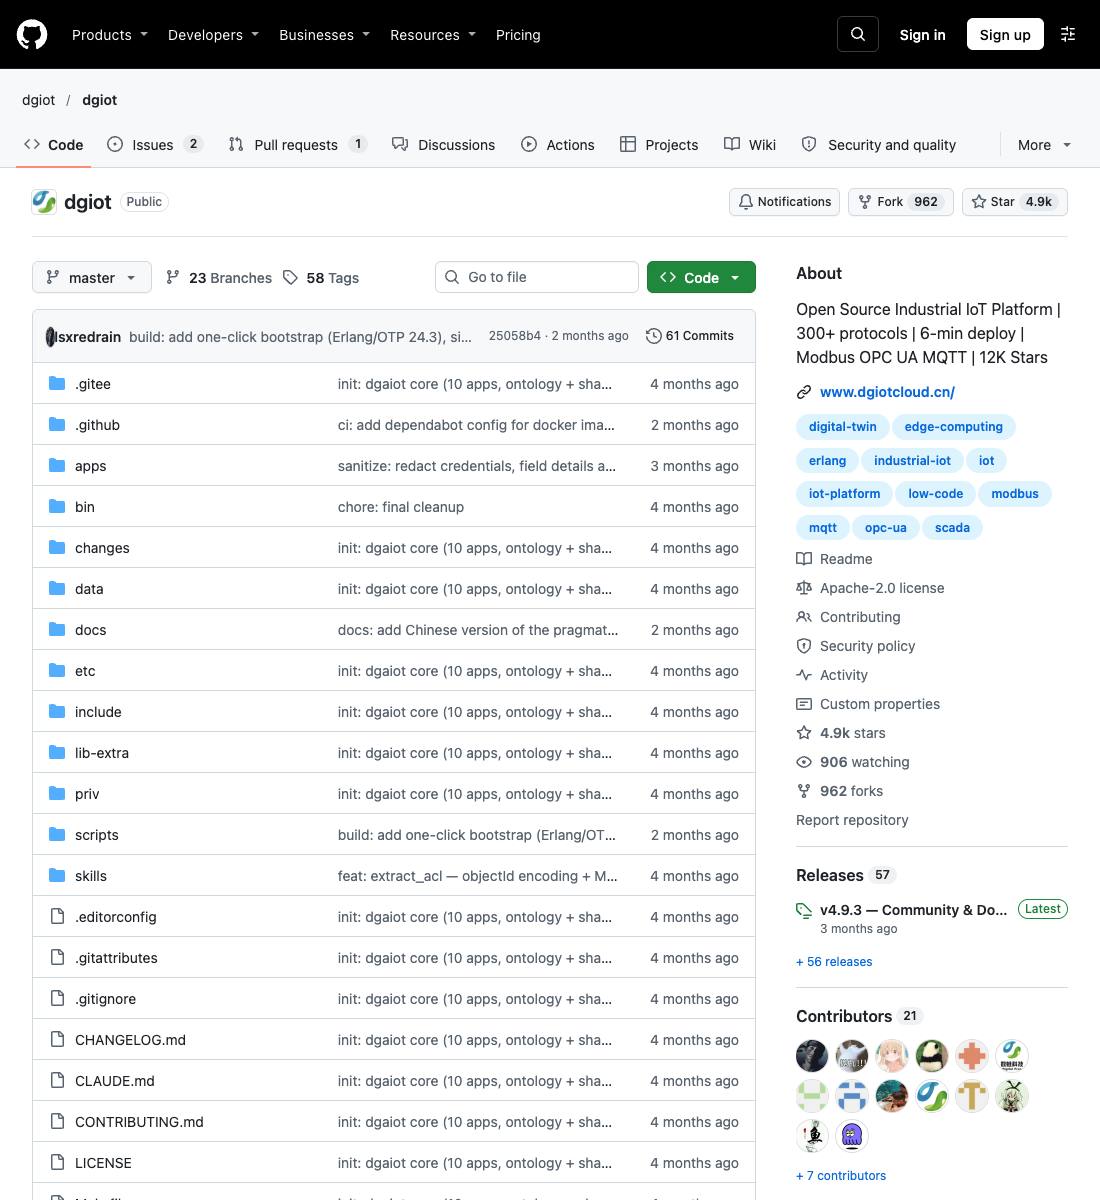 Products Developers Businesses Resources Pricing Sign in Sign up
dgiot / dgiot
Code Issues 2 Pull requests 1 Discussions Actions Projects Wiki Security and quality More
dgiot Public Notifications Fork 962 Star 4.9k
master 23 Branches 58 Tags Go to file Code
lsxredrain build: add one-click bootstrap (Erlang/OTP 24.3), si... 25058b4 · 2 months ago 61 Commits
.gitee init: dgaiot core (10 apps, ontology + sha... 4 months ago
.github ci: add dependabot config for docker ima... 2 months ago
apps sanitize: redact credentials, field details a... 3 months ago
bin chore: final cleanup 4 months ago
changes init: dgaiot core (10 apps, ontology + sha... 4 months ago
data init: dgaiot core (10 apps, ontology + sha... 4 months ago
docs docs: add Chinese version of the pragmat... 2 months ago
etc init: dgaiot core (10 apps, ontology + sha... 4 months ago
include init: dgaiot core (10 apps, ontology + sha... 4 months ago
lib-extra init: dgaiot core (10 apps, ontology + sha... 4 months ago
priv init: dgaiot core (10 apps, ontology + sha... 4 months ago
scripts build: add one-click bootstrap (Erlang/OT... 2 months ago
skills feat: extract_acl — objectId encoding + M... 4 months ago
.editorconfig init: dgaiot core (10 apps, ontology + sha... 4 months ago
.gitattributes init: dgaiot core (10 apps, ontology + sha... 4 months ago
.gitignore init: dgaiot core (10 apps, ontology + sha... 4 months ago
CHANGELOG.md init: dgaiot core (10 apps, ontology + sha... 4 months ago
CLAUDE.md init: dgaiot core (10 apps, ontology + sha... 4 months ago
CONTRIBUTING.md init: dgaiot core (10 apps, ontology + sha... 4 months ago
LICENSE init: dgaiot core (10 apps, ontology + sha... 4 months ago
About
Open Source Industrial IoT Platform |
300+ protocols | 6-min deploy |
Modbus OPC UA MQTT | 12K Stars
www.dgiotcloud.cn/
digital-twin edge-computing
erlang industrial-iot iot
iot-platform low-code modbus
mqtt opc-ua scada
Readme
Apache-2.0 license
Contributing
Security policy
Activity
Custom properties
4.9k stars
906 watching
962 forks
Report repository
Releases 57
v4.9.3 — Community & Do... Latest
3 months ago
+ 56 releases
Contributors 21
+ 7 contributors